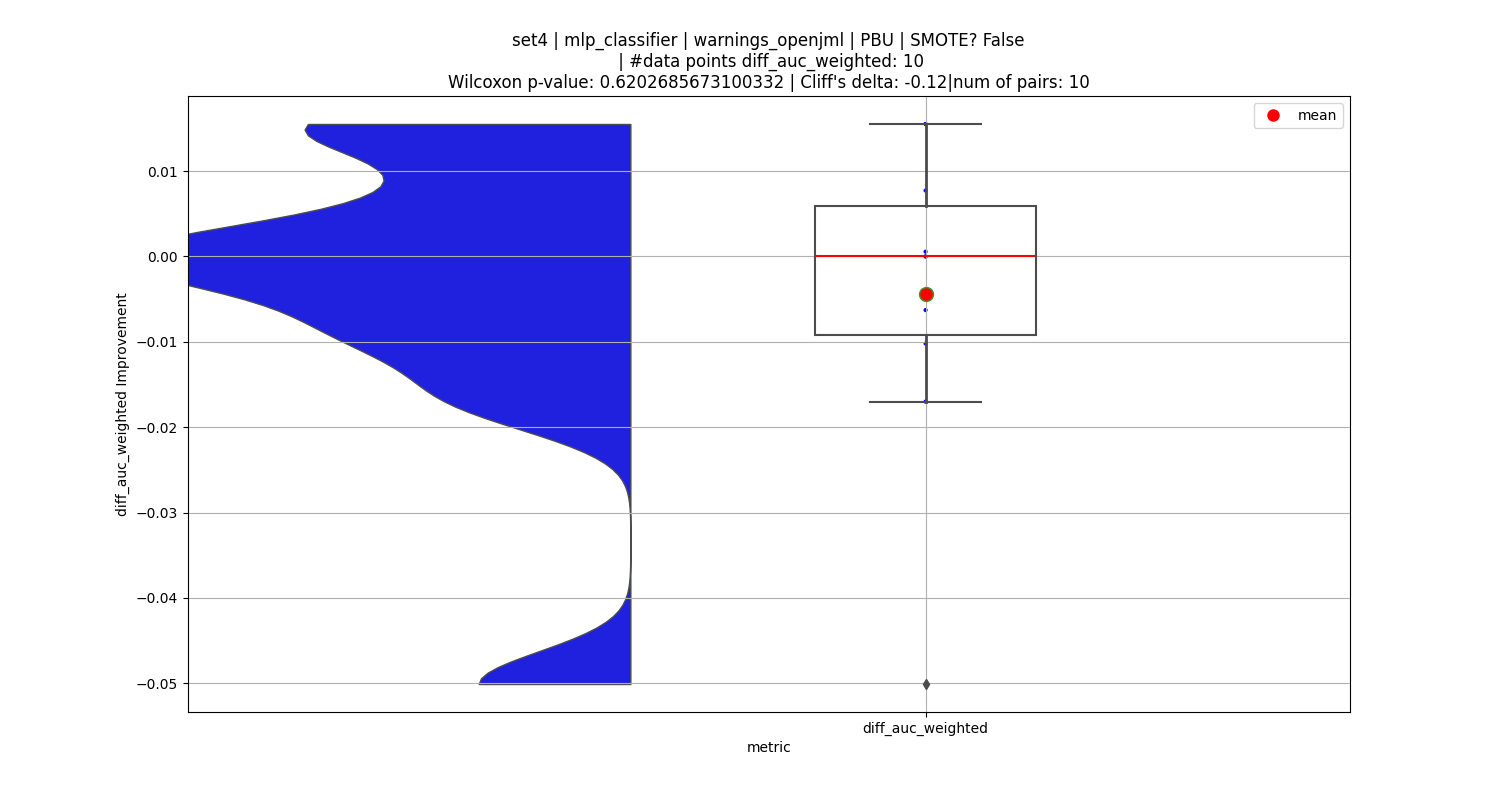 set4 | mlp_classifier | warnings_openjml | PBU | SMOTE? False
| #data points diff_auc_weighted: 10
Wilcoxon p-value: 0.6202685673100332 | Cliff's delta: -0.12|num of pairs: 10
mean
0.01
0.00
−0.01
−0.02
−0.03
−0.04
−0.05
diff_auc_weighted Improvement
diff_auc_weighted
metric